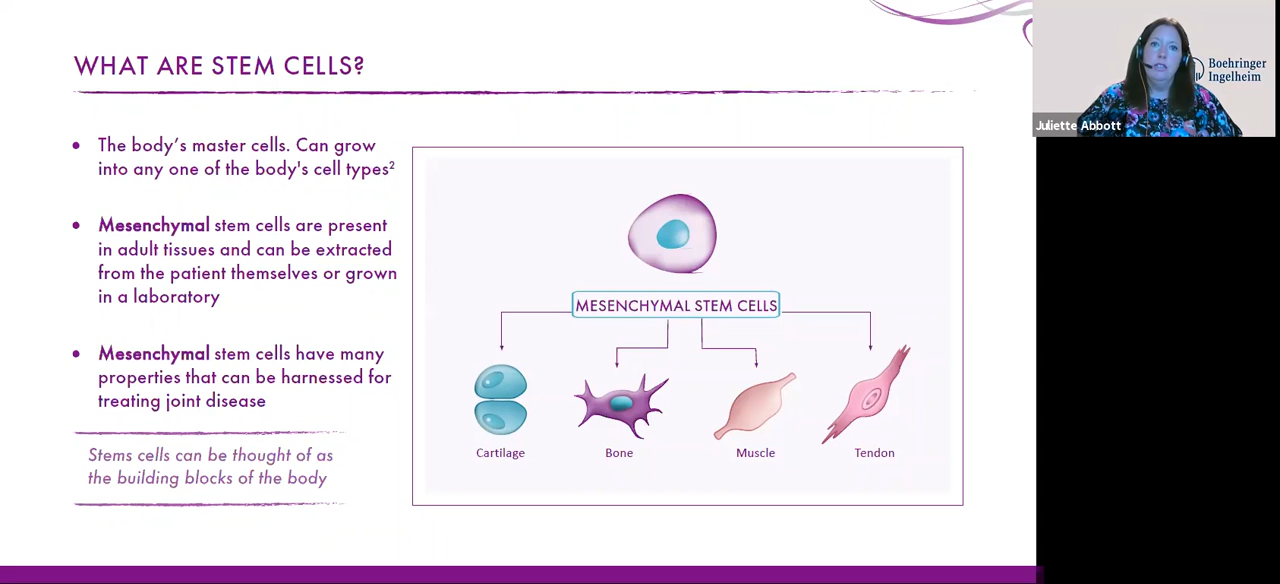 WHAT ARE STEM CELLS?
• The body's master cells. Can grow
into any one of the body's cell types²
• Mesenchymal stem cells are present
in adult tissues and can be extracted
from the patient themselves or grown
in a laboratory
• Mesenchymal stem cells have many
properties that can be harnessed for
treating joint disease
Stems cells can be thought of as
the building blocks of the body
MESENCHYMAL STEM CELLS
Cartilage
Bone
Muscle
Tendon
Boehringer
Ingelheim
Juliette Abbott